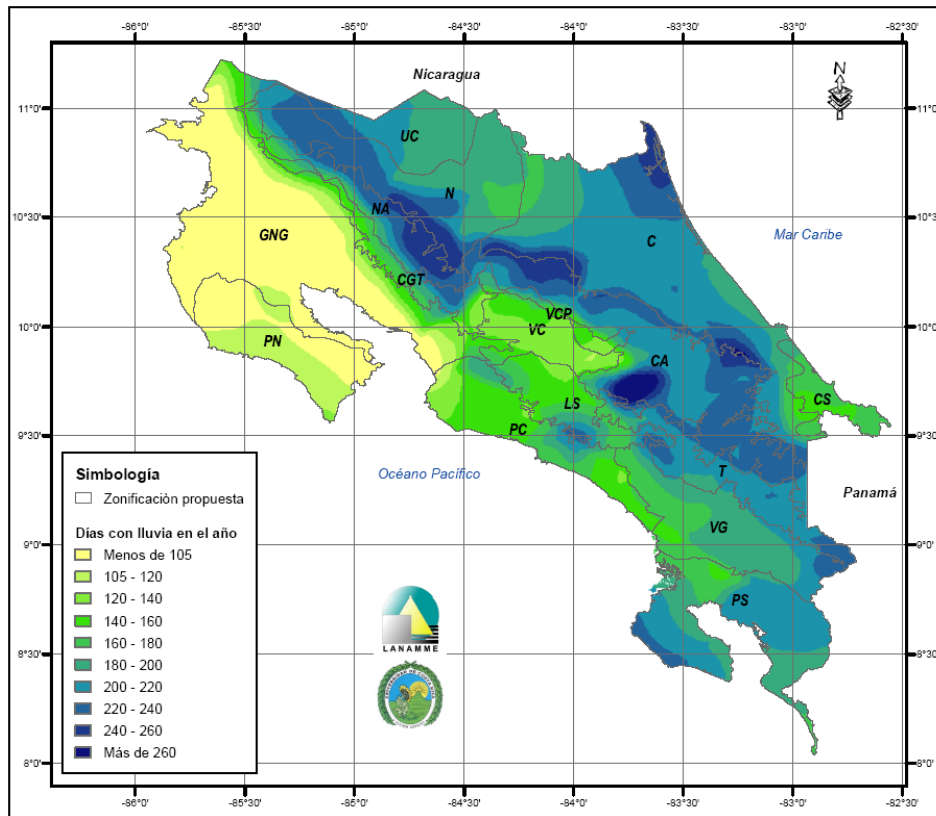 -86°0' -85°30' -85°0' -84°30' -84°0' -83°30' -83°0' -82°30'
Nicaragua
N
11°0' 11°0'
UC
N
NA
10°30' 10°30'
GNG
C
Mar Caribe
CGT
VCP
VC
10°0' 10°0'
PN
CA
CS
LS
PC
9°30' 9°30'
T
Océano Pacífico
Panamá
VG
9°0' 9°0'
PS
8°30' 8°30'
8°0' 8°0'
Simbología
Zonificaciòn propuesta
Días con lluvia en el año
Menos de 105
105 - 120
120 - 140
140 - 160
160 - 180
180 - 200
200 - 220
220 - 240
240 - 260
Más de 260
LANAMME
-86°0' -85°30' -85°0' -84°30' -84°0' -83°30' -83°0' -82°30'